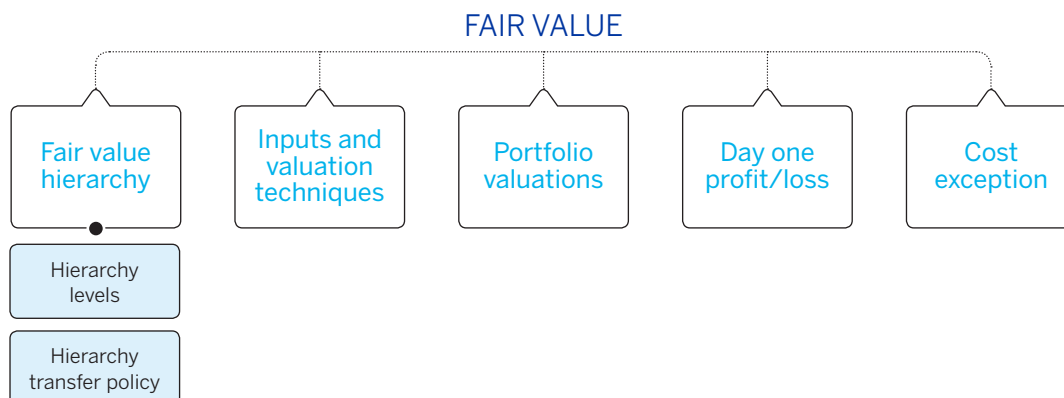 FAIR VALUE
Fair value
hierarchy
Inputs and
valuation
techniques
Portfolio
valuations
Day one
profit/loss
Cost
exception
Hierarchy
levels
Hierarchy
transfer policy